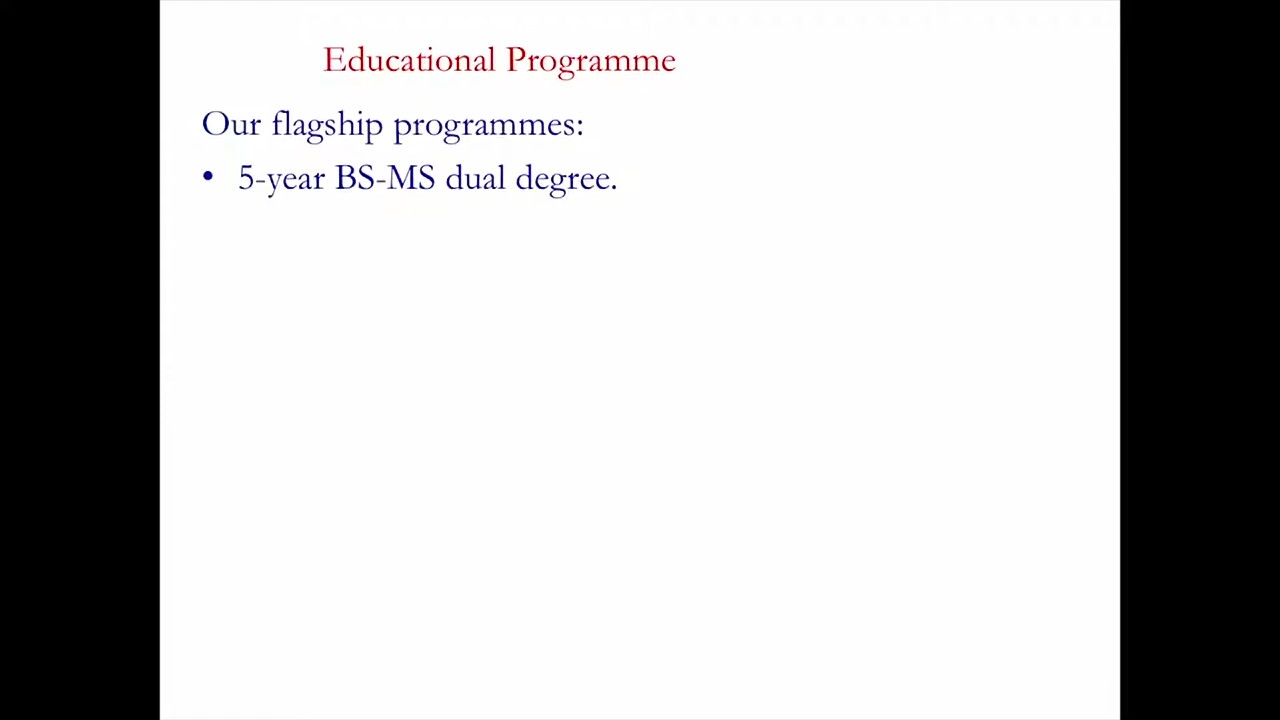 Educational Programme
Our flagship programmes:
• 5-year BS-MS dual degree.